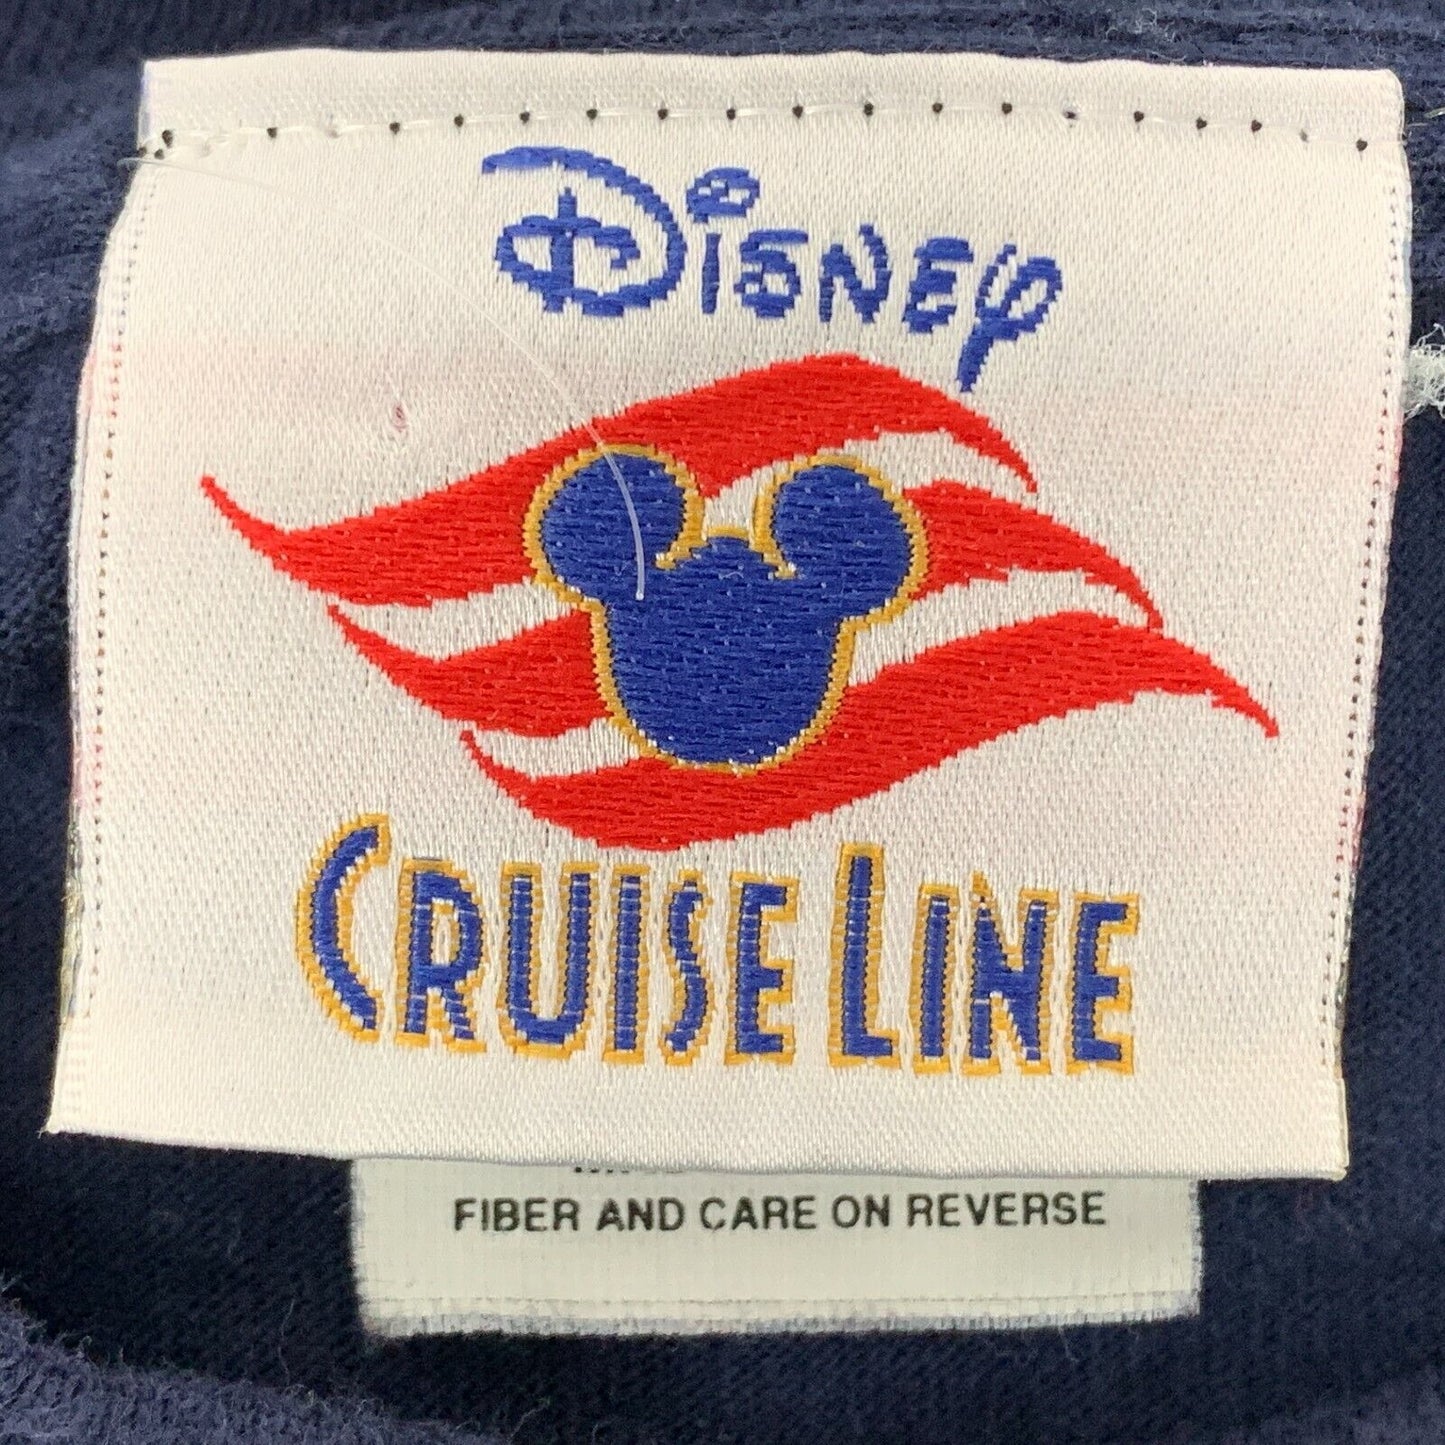 Disney
CRUISE LINE
FIBER AND CARE ON REVERSE